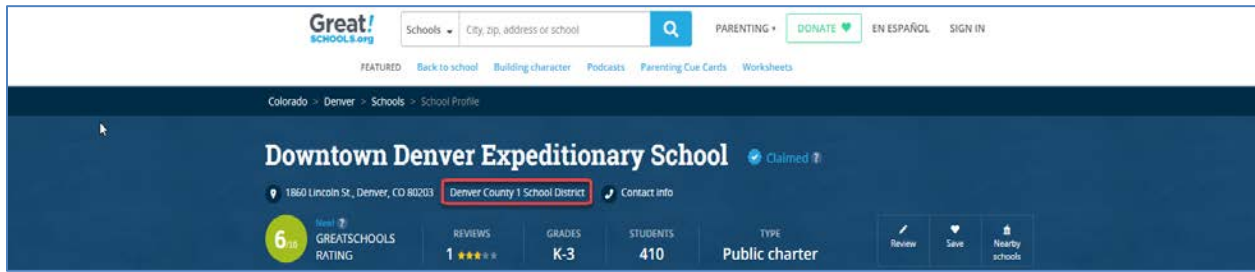 Great!
SCHOOLS.org
Schools City, zip, address or school PARENTING DONATE EN ESPAÑOL SIGN IN
FEATURED Back to school Building character Podcasts Parenting Cue Cards Worksheets
Colorado > Denver > Schools > School Profile
Downtown Denver Expeditionary School Claimed ?
1860 Lincoln St., Denver, CO 80203 Denver County 1 School District Contact info
6/10 New! ? GREATSCHOOLS RATING
REVIEWS 1
GRADES K-3
STUDENTS 410
TYPE Public charter
Review
Save
Nearby schools